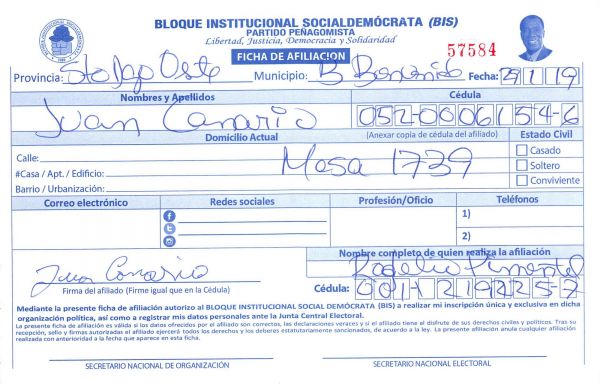 BLOQUE INSTITUCIONAL SOCIALDEMÓCRATA (BIS)
PARTIDO PEÑAGOMISTA
Libertad, Justicia, Democracia y Solidaridad
57584
FICHA DE AFILIACIÓN
Provincia: Sto Dgo Oeste Municipio: B Bienvenido Fecha: 29/1/19
Nombres y Apellidos Cédula
Juan Canario 052-0006154-6
Domicilio Actual (Anexar copia de cédula del afiliado) Estado Civil
Calle: Mesa 1739 Casado
#Casa / Apt. / Edificio: Soltero
Barrio / Urbanización: Conviviente
Correo electrónico Redes sociales Profesión/Oficio Teléfonos
1)
2)
Nombre completo de quien realiza la afiliación
Juan Canario Rogelio Pimentel
Firma del afiliado (Firme igual que en la Cédula) Cédula: 001-1219225-7
Mediante la presente ficha de afiliación autorizo al BLOQUE INSTITUCIONAL SOCIAL DEMÓCRATA (BIS) a realizar mi inscripción única y exclusiva en dicha
organización política, así como a registrar mis datos personales ante la Junta Central Electoral.
La presente ficha de afiliación es válida si los datos ofrecidos por el afiliado son correctos, las declaraciones veraces y si el afiliado tiene al disfrute de sus derechos civiles y políticos. Tras su
recepción, sello y firmas autorizadas el afiliado ejercerá todos los derechos y los deberes estatutariamente sancionados, de acuerdo a la ley. La presente afiliación anula cualquier afiliación
realizada con anterioridad a la fecha que aparece en esta ficha.
SECRETARIO NACIONAL DE ORGANIZACIÓN SECRETARIO NACIONAL ELECTORAL